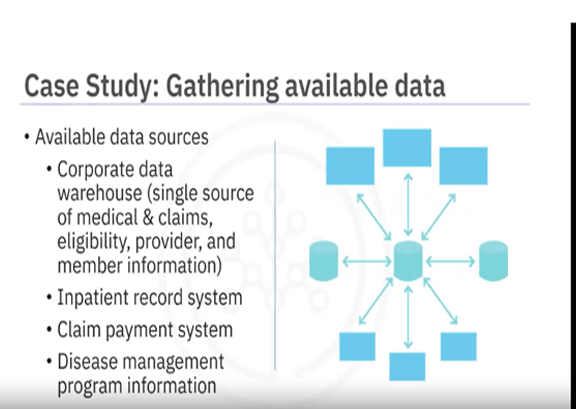 Case Study: Gathering available data
• Available data sources
• Corporate data
warehouse (single source
of medical & claims,
eligibility, provider, and
member information)
• Inpatient record system
• Claim payment system
• Disease management
program information